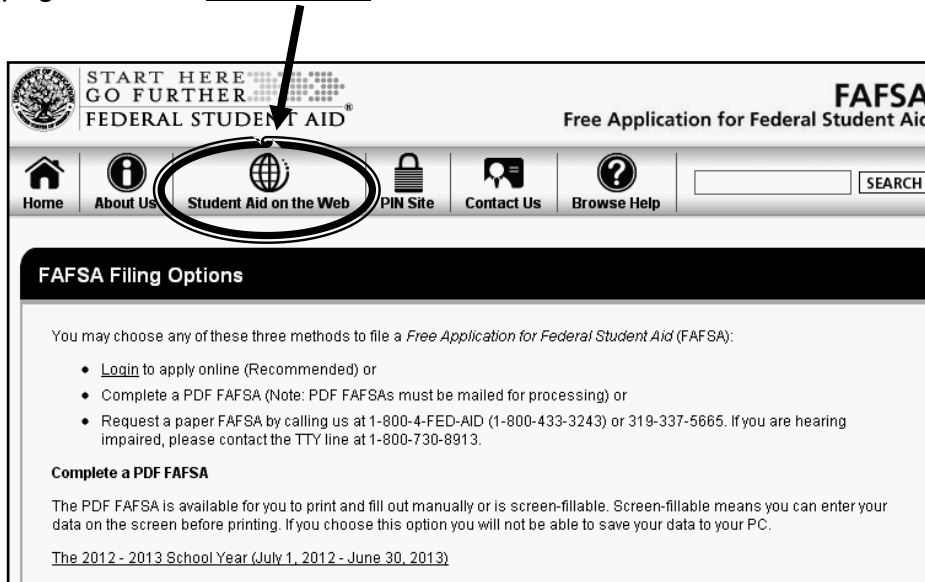 START HERE
GO FURTHER
FEDERAL STUDENT AID®
FAFSA
Free Application for Federal Student Aid
Home
About Us
Student Aid on the Web
PIN Site
Contact Us
Browse Help
SEARCH
FAFSA Filing Options
You may choose any of these three methods to file a Free Application for Federal Student Aid (FAFSA):
• Login to apply online (Recommended) or
• Complete a PDF FAFSA (Note: PDF FAFSAs must be mailed for processing) or
• Request a paper FAFSA by calling us at 1-800-4-FED-AID (1-800-433-3243) or 319-337-5665. If you are hearing
impaired, please contact the TTY line at 1-800-730-8913.
Complete a PDF FAFSA
The PDF FAFSA is available for you to print and fill out manually or is screen-fillable. Screen-fillable means you can enter your
data on the screen before printing. If you choose this option you will not be able to save your data to your PC.
The 2012 - 2013 School Year (July 1, 2012 - June 30, 2013)